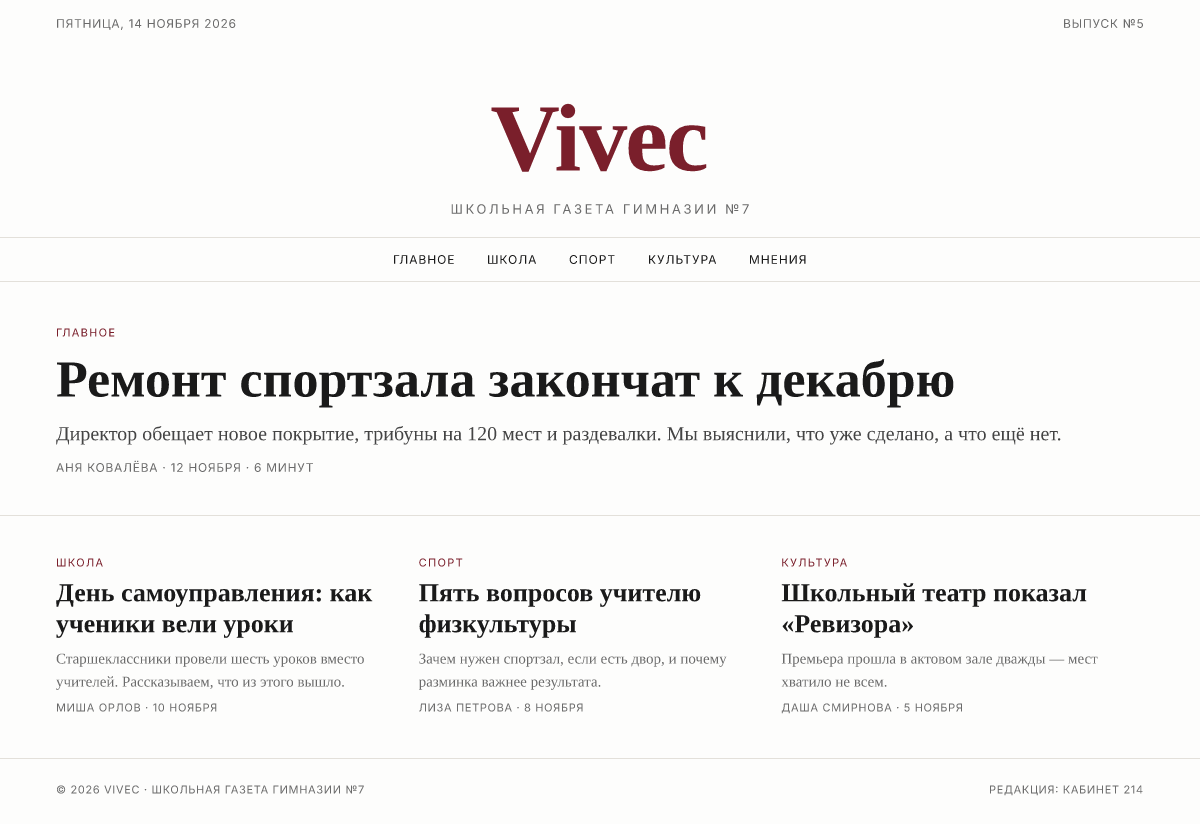 ПЯТНИЦА, 14 НОЯБРЯ 2026
ВЫПУСК №5
Vivec
ШКОЛЬНАЯ ГАЗЕТА ГИМНАЗИИ №7
ГЛАВНОЕ ШКОЛА СПОРТ КУЛЬТУРА МНЕНИЯ
ГЛАВНОЕ
Ремонт спортзала закончат к декабрю
Директор обещает новое покрытие, трибуны на 120 мест и раздевалки. Мы выяснили, что уже сделано, а что ещё нет.
АНЯ КОВАЛЁВА · 12 НОЯБРЯ · 6 МИНУТ
ШКОЛА
День самоуправления: как
ученики вели уроки
Старшеклассники провели шесть уроков вместо
учителей. Рассказываем, что из этого вышло.
МИША ОРЛОВ · 10 НОЯБРЯ
СПОРТ
Пять вопросов учителю
физкультуры
Зачем нужен спортзал, если есть двор, и почему
разминка важнее результата.
ЛИЗА ПЕТРОВА · 8 НОЯБРЯ
КУЛЬТУРА
Школьный театр показал
«Ревизора»
Премьера прошла в актовом зале дважды — мест
хватило не всем.
ДАША СМИРНОВА · 5 НОЯБРЯ
© 2026 VIVEC · ШКОЛЬНАЯ ГАЗЕТА ГИМНАЗИИ №7
РЕДАКЦИЯ: КАБИНЕТ 214